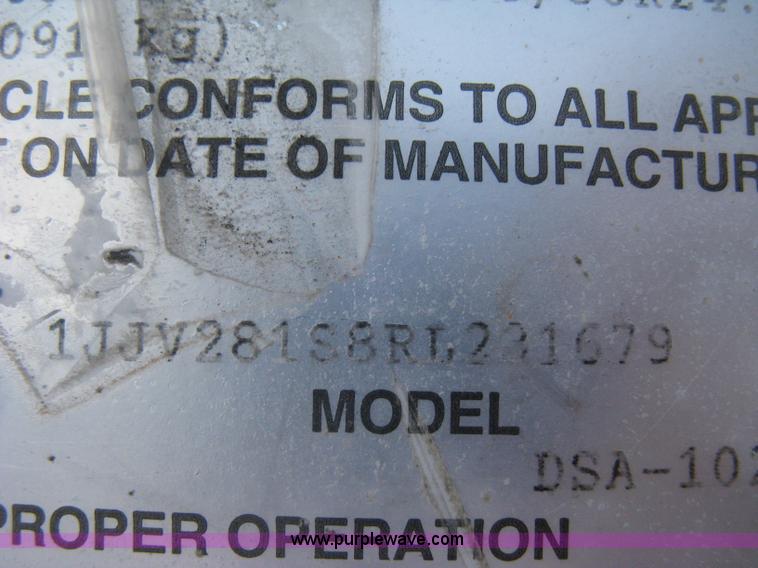 091 kg)
CLE CONFORMS TO ALL APP
T ON DATE OF MANUFACTUR
1JJV281S8RL231679
MODEL
DSA-102
PROPER OPERATION
www.purplewave.com